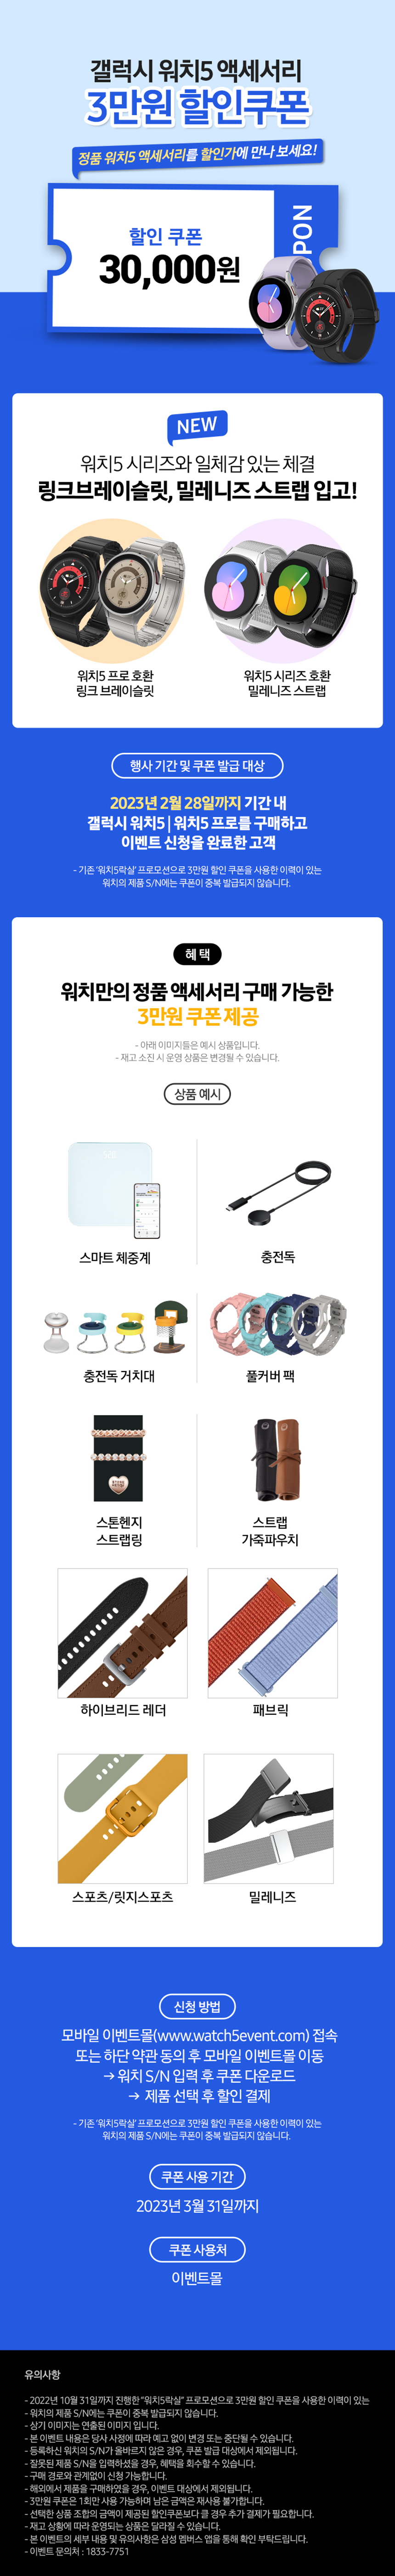 갤럭시 워치5 액세서리
3만원 할인쿠폰
정품 워치5 액세서리를 할인가에 만나 보세요!
할인 쿠폰
30,000원
PON
NEW
워치5 시리즈와 일체감 있는 체결
링크브레이슬릿, 밀레니즈 스트랩 입고!
워치5 프로 호환
링크 브레이슬릿
워치5 시리즈 호환
밀레니즈 스트랩
행사 기간 및 쿠폰 발급 대상
2023년 2월 28일까지 기간 내
갤럭시 워치5 | 워치5 프로를 구매하고
이벤트 신청을 완료한 고객
- 기존 '워치5락실' 프로모션으로 3만원 할인 쿠폰을 사용한 이력이 있는
워치의 제품 S/N에는 쿠폰이 중복 발급되지 않습니다.
혜 택
워치만의 정품 액세서리 구매 가능한
3만원 쿠폰 제공
- 아래 이미지들은 예시 상품입니다.
- 재고 소진 시 운영 상품은 변경될 수 있습니다.
상품 예시
스마트 체중계
충전독
충전독 거치대
풀커버 팩
스톤헨지
스트랩링
스트랩
가죽파우치
하이브리드 레더
패브릭
스포츠/릿지스포츠
밀레니즈
신청 방법
모바일 이벤트몰(www.watch5event.com) 접속
또는 하단 약관 동의 후 모바일 이벤트몰 이동
→ 워치 S/N 입력 후 쿠폰 다운로드
→ 제품 선택 후 할인 결제
- 기존 '워치5락실' 프로모션으로 3만원 할인 쿠폰을 사용한 이력이 있는
워치의 제품 S/N에는 쿠폰이 중복 발급되지 않습니다.
쿠폰 사용 기간
2023년 3월 31일까지
쿠폰 사용처
이벤트몰
유의사항
- 2022년 10월 31일까지 진행한 "워치5락실" 프로모션으로 3만원 할인 쿠폰을 사용한 이력이 있는
- 워치의 제품 S/N에는 쿠폰이 중복 발급되지 않습니다.
- 상기 이미지는 연출된 이미지 입니다.
- 본 이벤트 내용은 당사 사정에 따라 예고 없이 변경 또는 중단될 수 있습니다.
- 등록하신 워치의 S/N가 올바르지 않은 경우, 쿠폰 발급 대상에서 제외됩니다.
- 잘못된 제품 S/N을 입력하셨을 경우, 혜택을 회수할 수 있습니다.
- 구매 경로와 관계없이 신청 가능합니다.
- 해외에서 제품을 구매하였을 경우, 이벤트 대상에서 제외됩니다.
- 3만원 쿠폰은 1회만 사용 가능하며 남은 금액은 재사용 불가합니다.
- 선택한 상품 조합의 금액이 제공된 할인쿠폰보다 클 경우 추가 결제가 필요합니다.
- 재고 상황에 따라 운영되는 상품은 달라질 수 있습니다.
- 본 이벤트의 세부 내용 및 유의사항은 삼성 멤버스 앱을 통해 확인 부탁드립니다.
- 이벤트 문의처 : 1833-7751